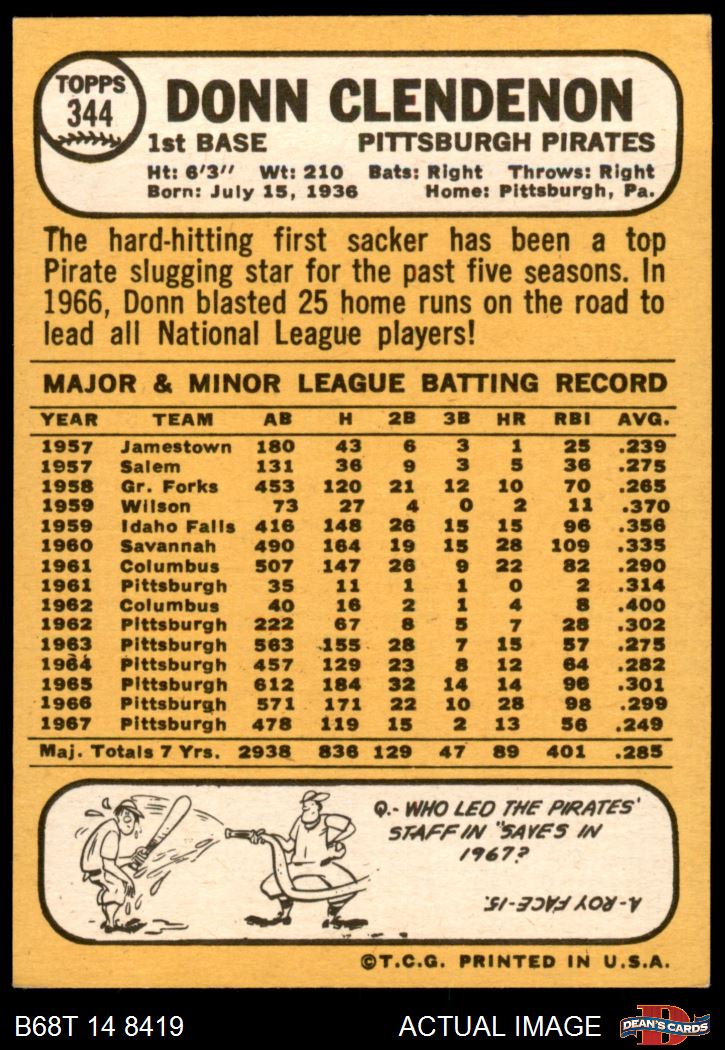 TOPPS
344
DONN CLENDENON
1st BASE PITTSBURGH PIRATES
Ht: 6'3" Wt: 210 Bats: Right Throws: Right
Born: July 15, 1936 Home: Pittsburgh, Pa.
The hard-hitting first sacker has been a top
Pirate slugging star for the past five seasons. In
1966, Donn blasted 25 home runs on the road to
lead all National League players!
MAJOR & MINOR LEAGUE BATTING RECORD
YEAR TEAM AB H 2B 3B HR RBI AVG.
1957 Jamestown 180 43 6 3 1 25 .239
1957 Salem 131 36 9 3 5 36 .275
1958 Gr. Forks 453 120 21 12 10 70 .265
1959 Wilson 73 27 4 0 2 11 .370
1959 Idaho Falls 416 148 26 15 15 96 .356
1960 Savannah 490 164 19 15 28 109 .335
1961 Columbus 507 147 26 9 22 82 .290
1961 Pittsburgh 35 11 1 1 0 2 .314
1962 Columbus 40 16 2 1 4 8 .400
1962 Pittsburgh 222 67 8 5 7 28 .302
1963 Pittsburgh 563 155 28 7 15 57 .275
1964 Pittsburgh 457 129 23 8 12 64 .282
1965 Pittsburgh 612 184 32 14 14 96 .301
1966 Pittsburgh 571 171 22 10 28 98 .299
1967 Pittsburgh 478 119 15 2 13 56 .249
Maj. Totals 7 Yrs. 2938 836 129 47 89 401 .285
Q.- WHO LED THE PIRATES'
STAFF IN "SAVES IN
1967?
A- ROY FACE-15.
©T.C.G. PRINTED IN U.S.A.
B68T 14 8419 ACTUAL IMAGE D DEAN'S CARDS